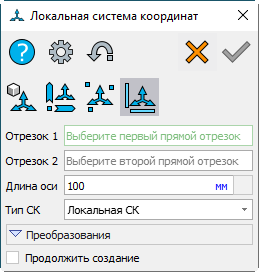 Локальная система координат
Отрезок 1 Выберите первый прямой отрезок
Отрезок 2 Выберите второй прямой отрезок
Длина оси 100 мм
Тип СК Локальная СК
Преобразования
Продолжить создание